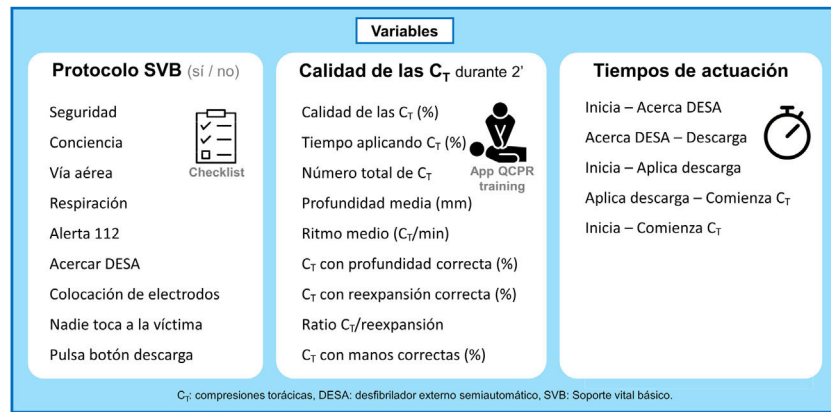 Variables
Protocolo SVB (sí / no)
Seguridad
Conciencia
Vía aérea
Respiración
Alerta 112
Acercar DESA
Colocación de electrodos
Nadie toca a la víctima
Pulsa botón descarga
Checklist
Calidad de las CT durante 2’
Calidad de las CT (%)
Tiempo aplicando CT (%)
Número total de CT
Profundidad media (mm)
Ritmo medio (CT/min)
CT con profundidad correcta (%)
CT con reexpansión correcta (%)
Ratio CT/reexpansión
CT con manos correctas (%)
App QCPR
training
Tiempos de actuación
Inicia – Acerca DESA
Acerca DESA – Descarga
Inicia – Aplica descarga
Aplica descarga – Comienza CT
Inicia – Comienza CT
CT: compresiones torácicas, DESA: desfibrilador externo semiautomático, SVB: Soporte vital básico.